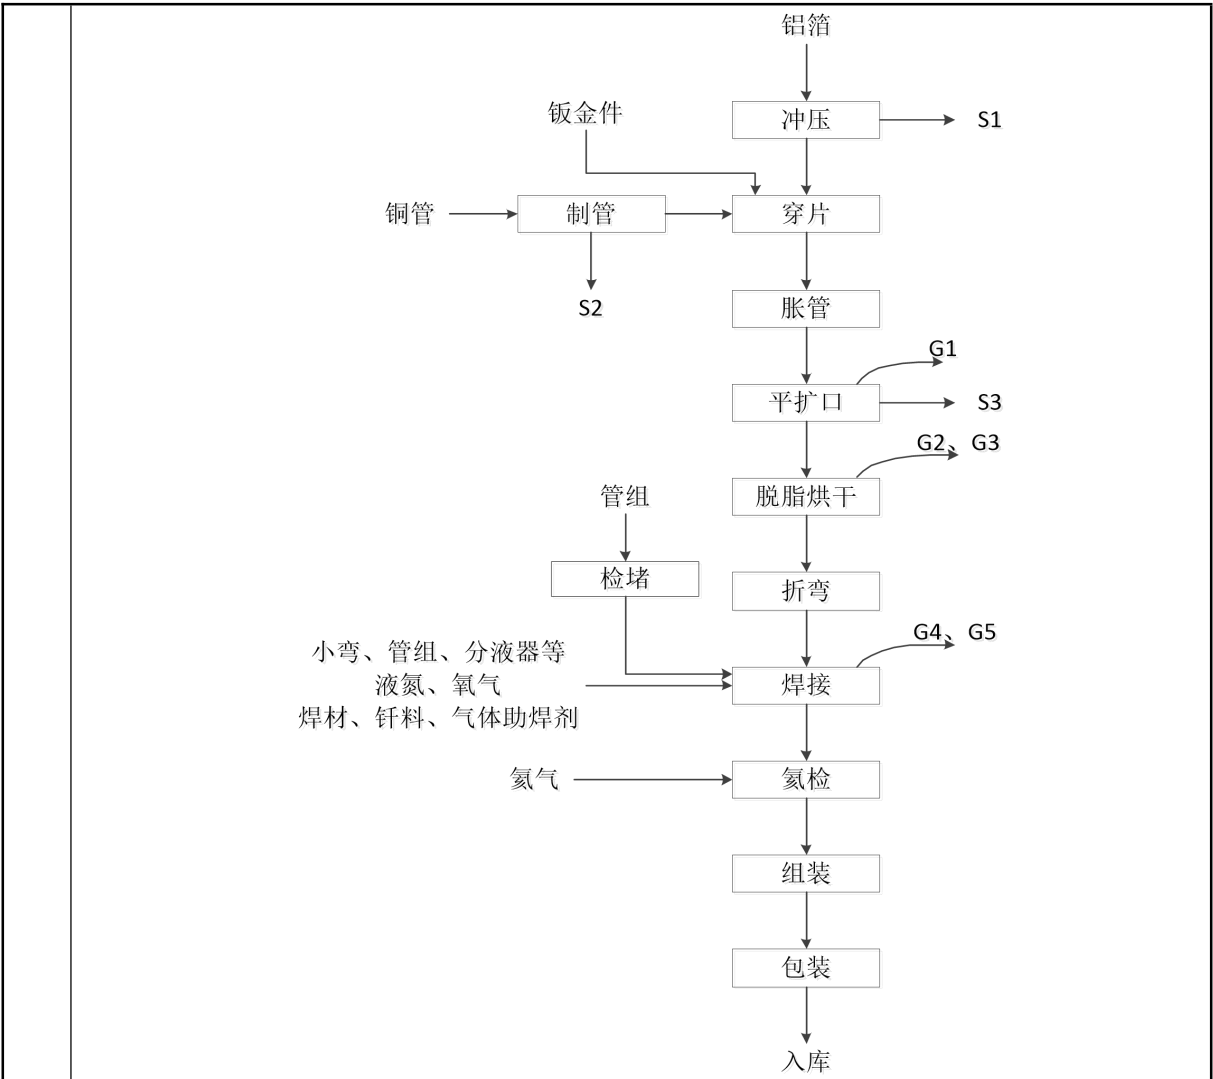 铝箔
钣金件
冲压
S1
铜管
制管
穿片
S2
胀管
G1
平扩口
S3
G2、G3
管组
脱脂烘干
检堵
折弯
G4、G5
小弯、管组、分液器等
液氮、氧气
焊接
焊材、钎料、气体助焊剂
氦气
氦检
组装
包装
入库